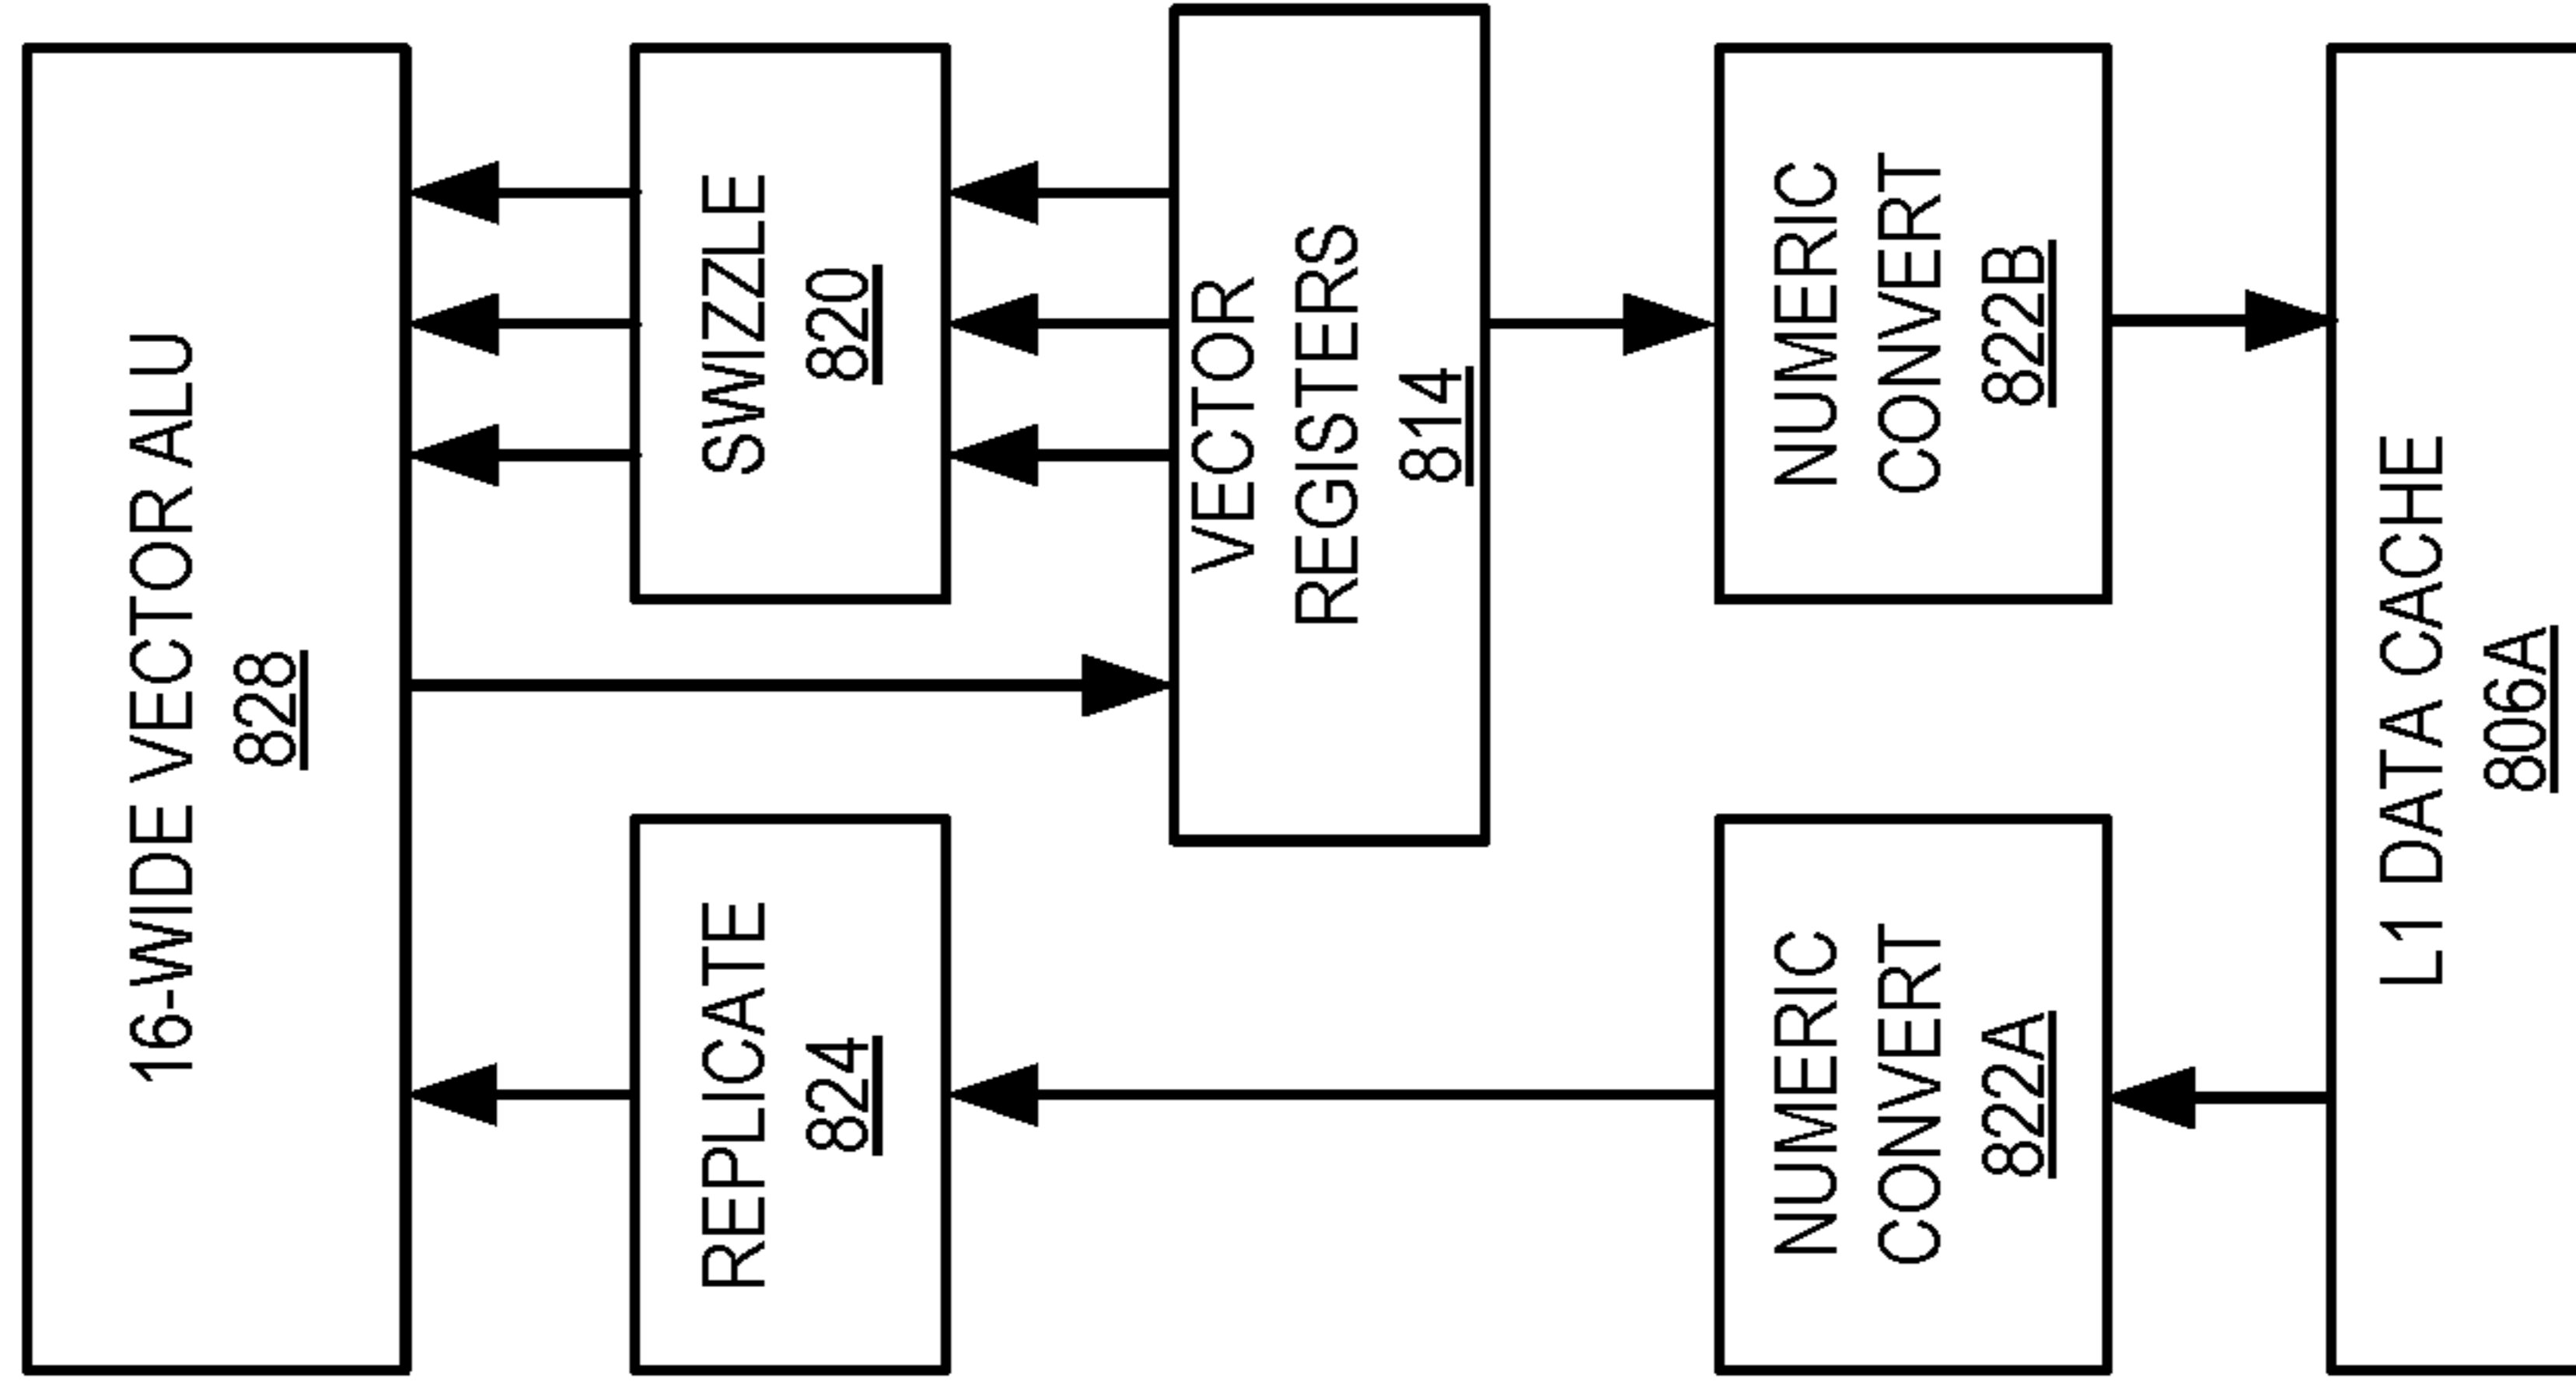 16-WIDE VECTOR ALU
828
REPLICATE
824
SWIZZLE
820
VECTOR
REGISTERS
814
NUMERIC
CONVERT
822A
NUMERIC
CONVERT
822B
L1 DATA CACHE
806A